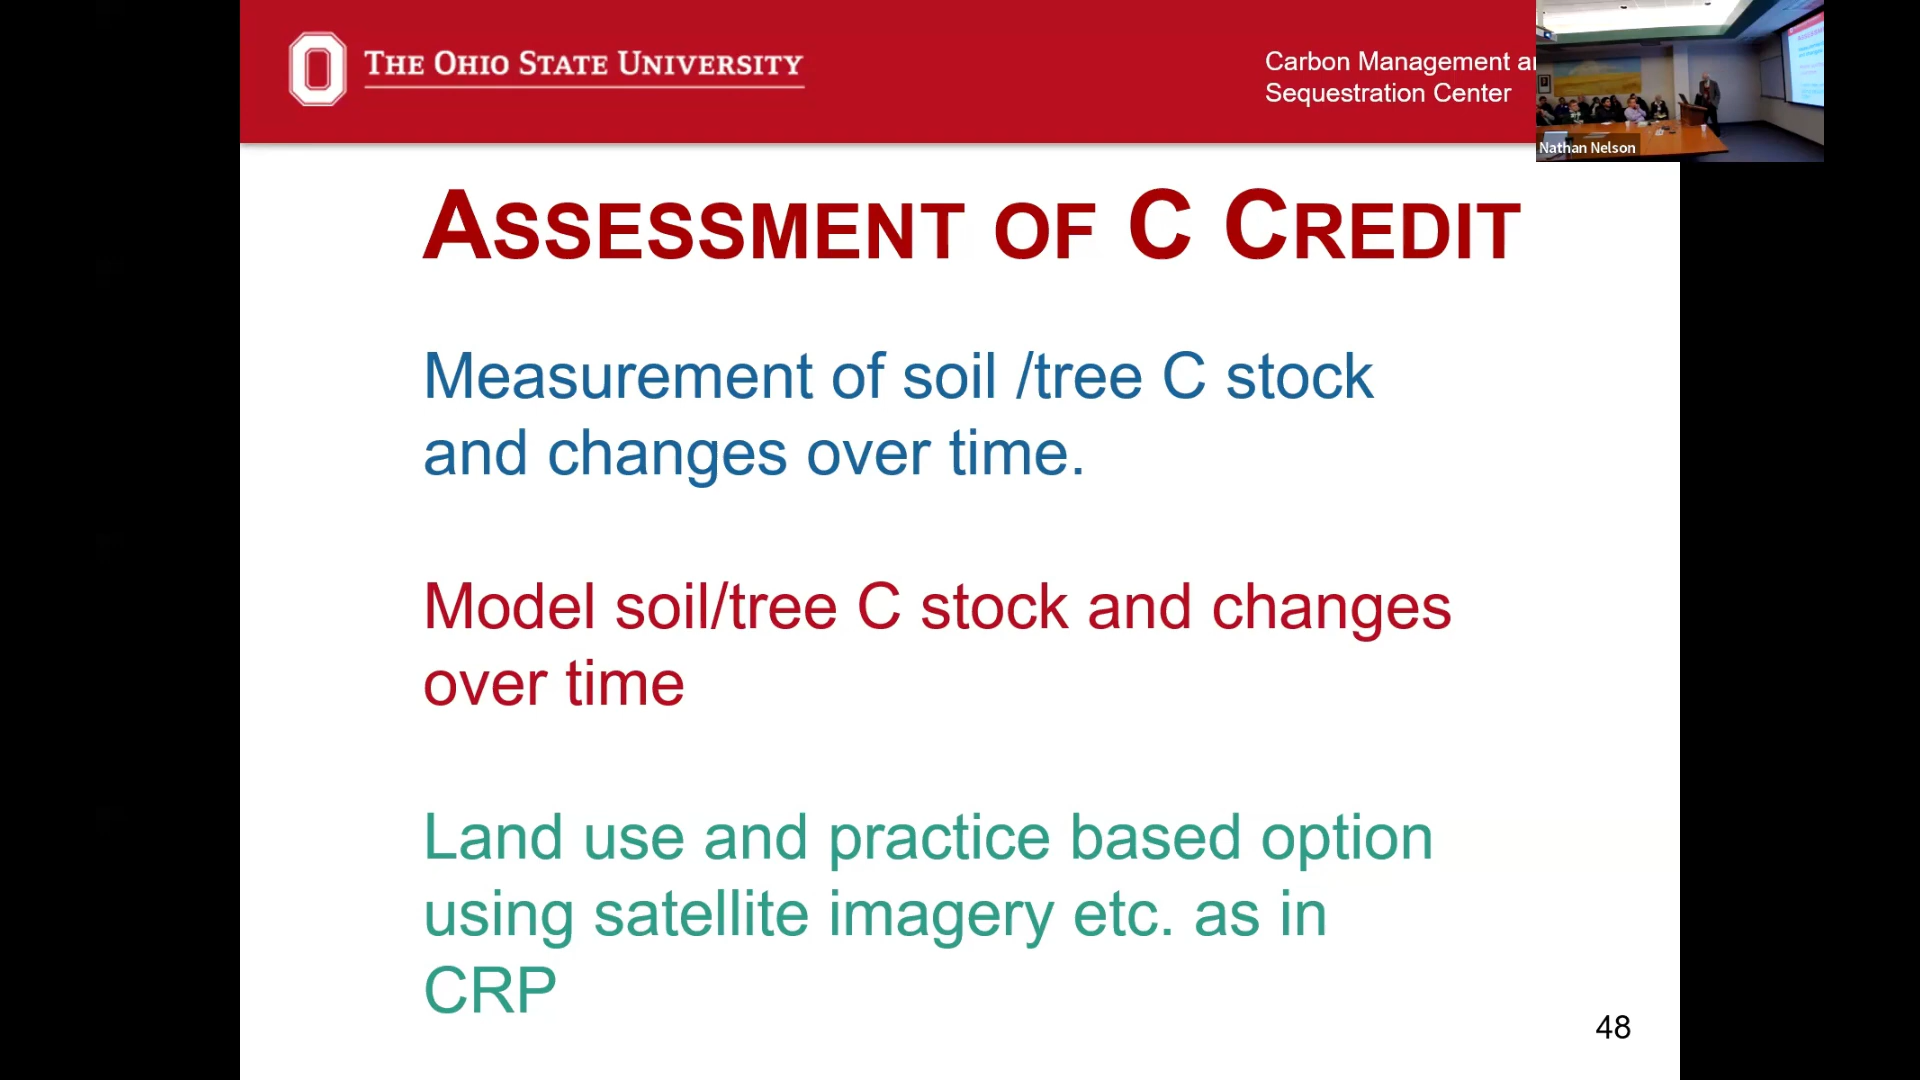 THE OHIO STATE UNIVERSITY
Carbon Management a
Sequestration Center
Nathan Nelson
ASSESSMENT OF C CREDIT
Measurement of soil /tree C stock
and changes over time.
Model soil/tree C stock and changes
over time
Land use and practice based option
using satellite imagery etc. as in
CRP
48